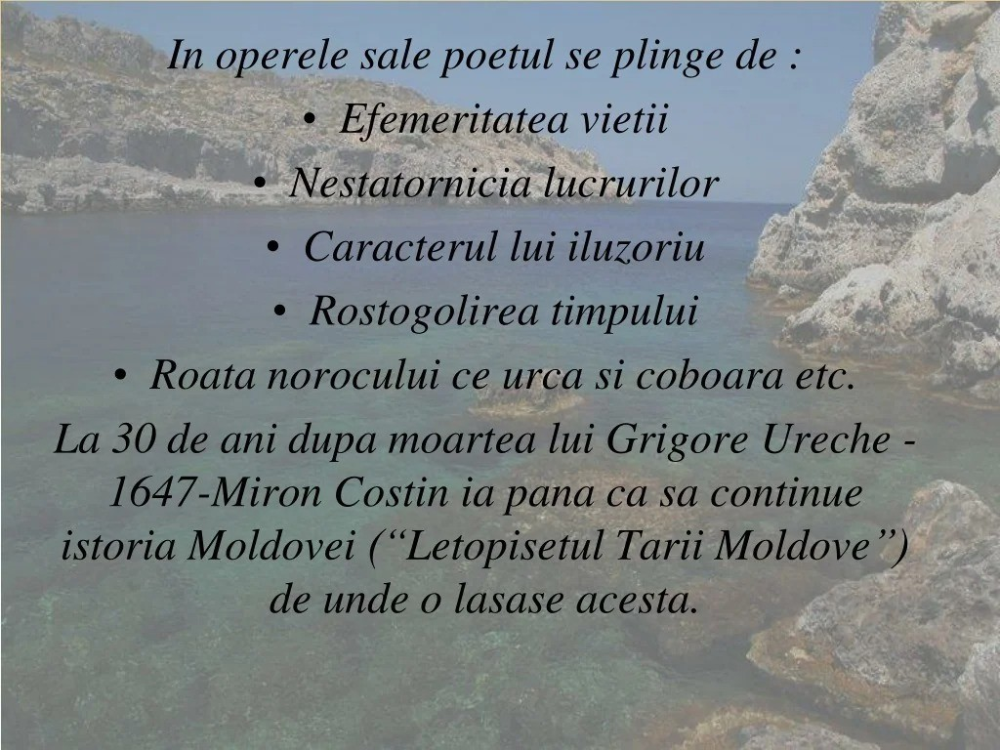 In operele sale poetul se plinge de :
• Efemeritatea vietii
• Nestatornicia lucrurilor
• Caracterul lui iluzoriu
• Rostogolirea timpului
• Roata norocului ce urca si coboara etc.
La 30 de ani dupa moartea lui Grigore Ureche -
1647-Miron Costin ia pana ca sa continue
istoria Moldovei (“Letopisetul Tarii Moldove”)
de unde o lasase acesta.